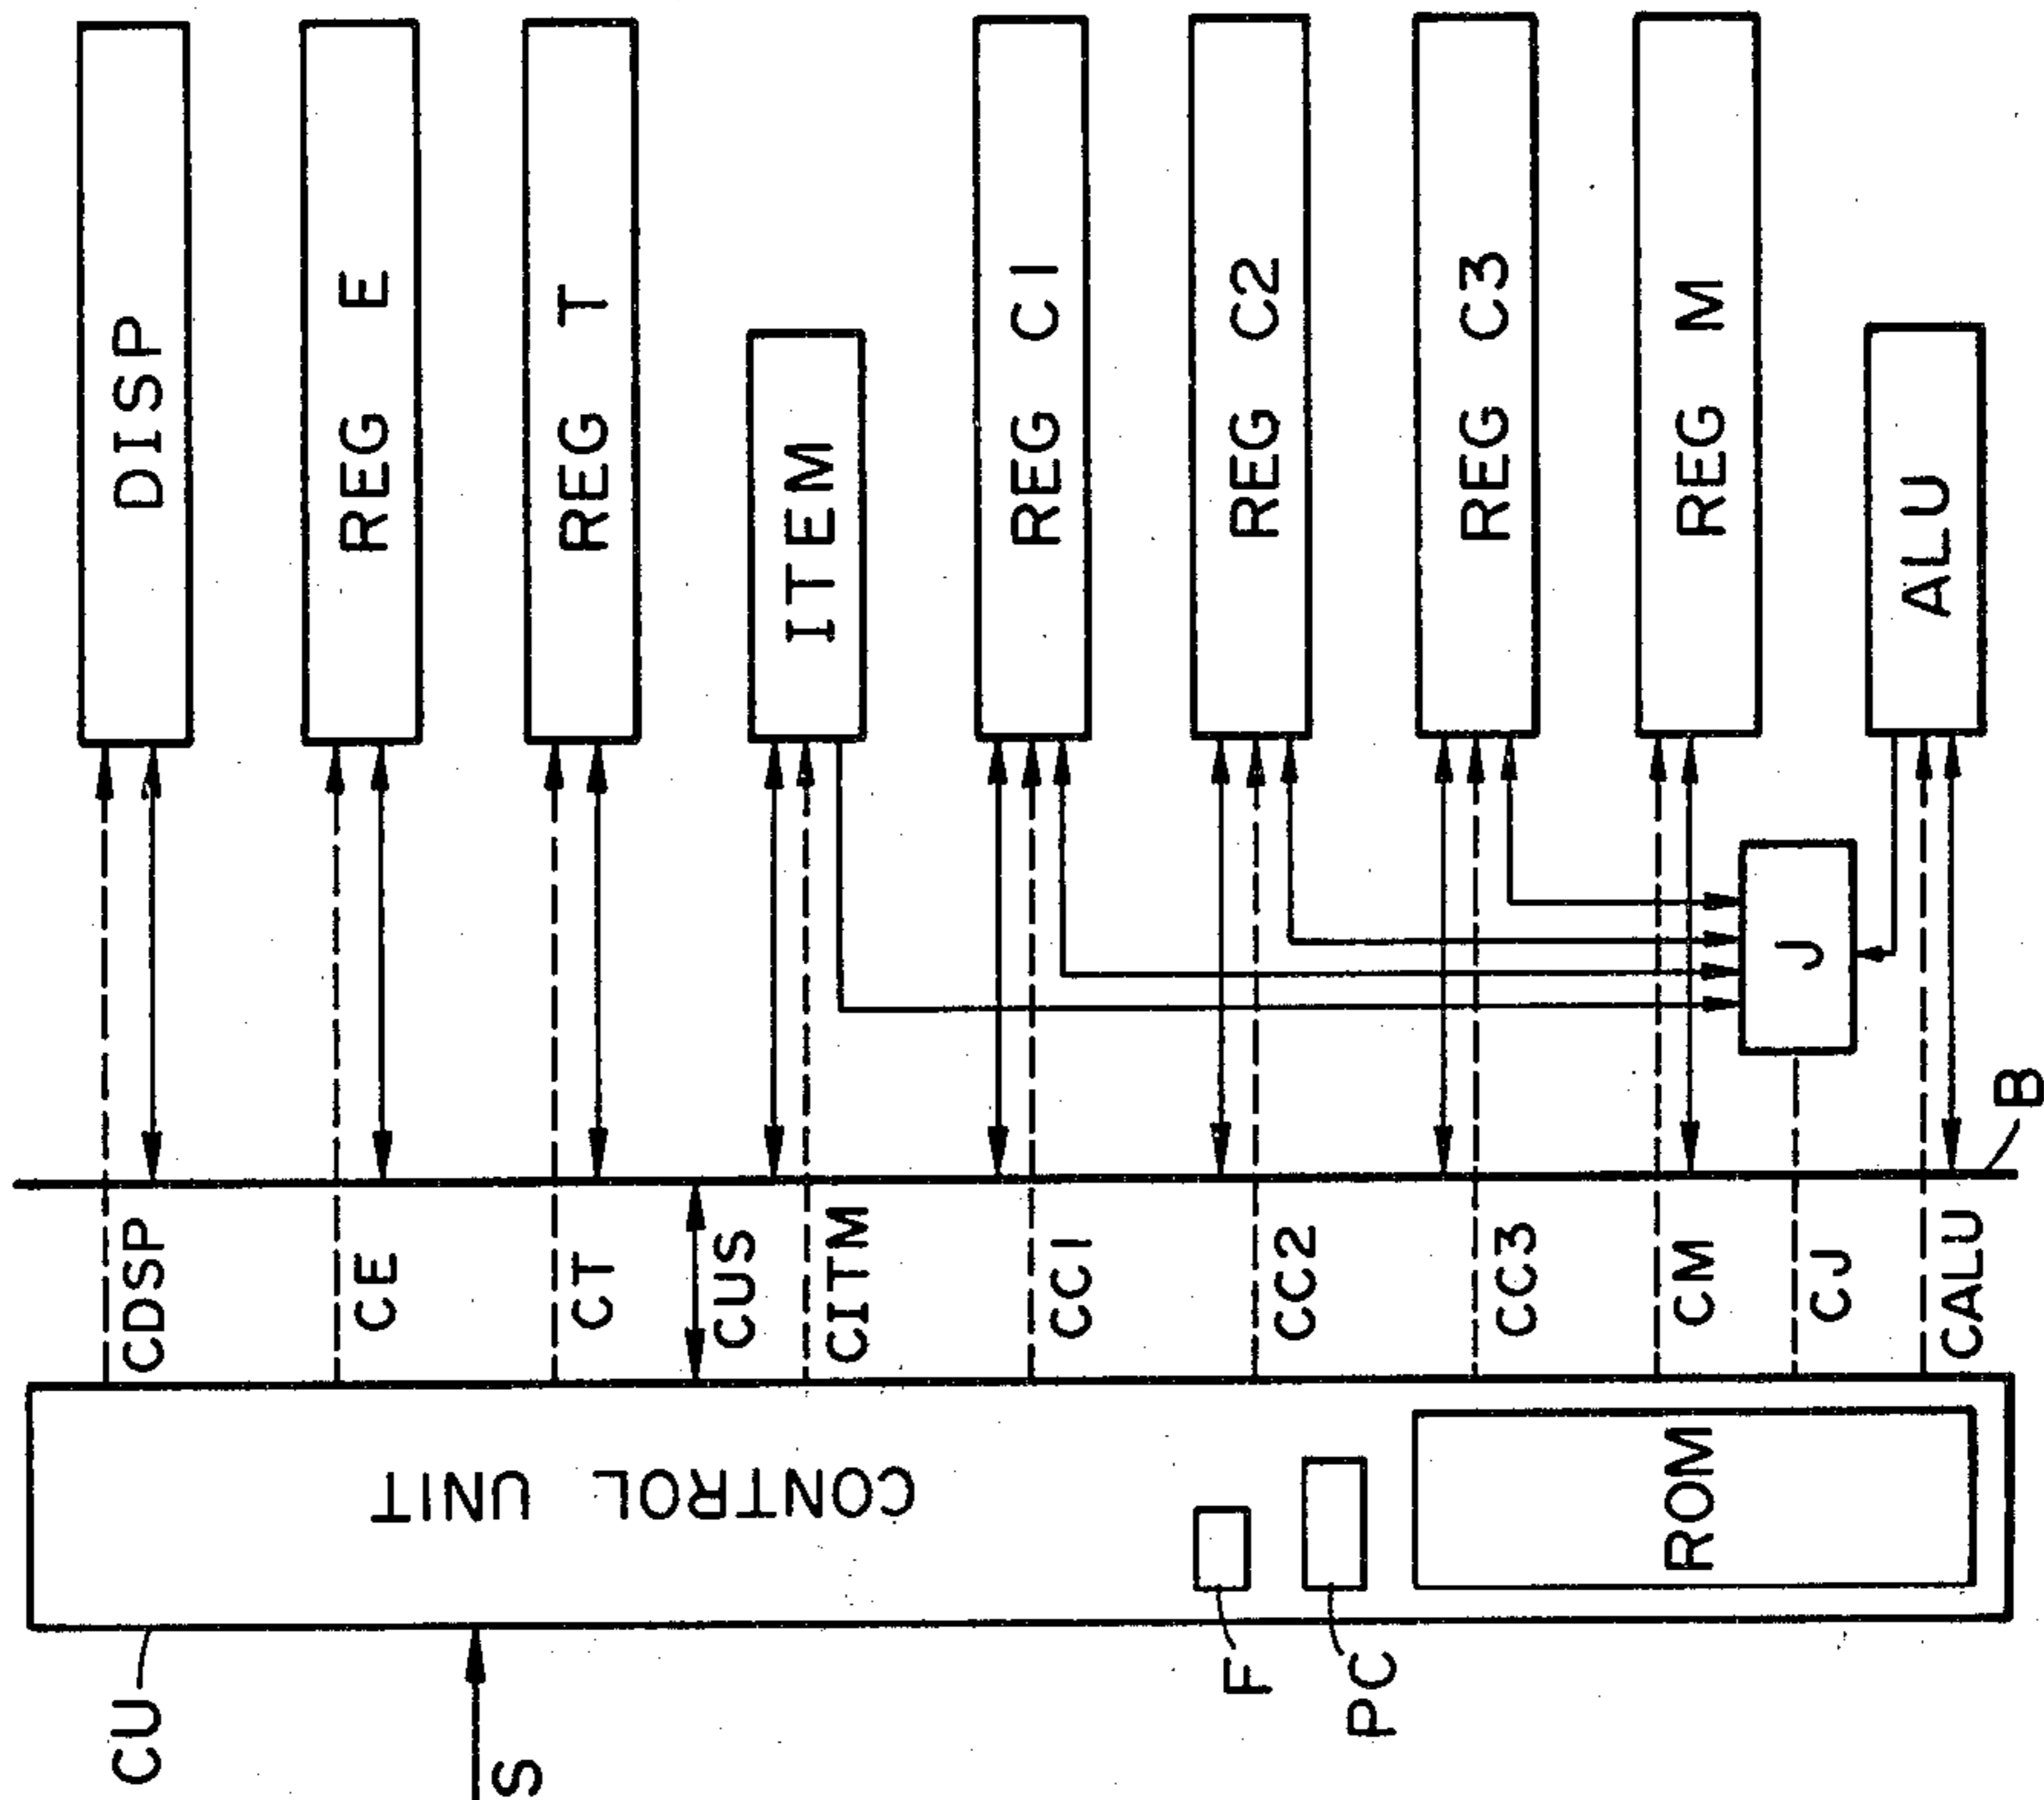 DISP
REG E
REG T
ITEM
REG C1
REG C2
REG C3
REG M
ALU
J
B
CDSP
CE
CT
CUS
CITM
CC1
CC2
CC3
CM
CJ
CALU
CONTROL UNIT
ROM
CU
S
F
PC